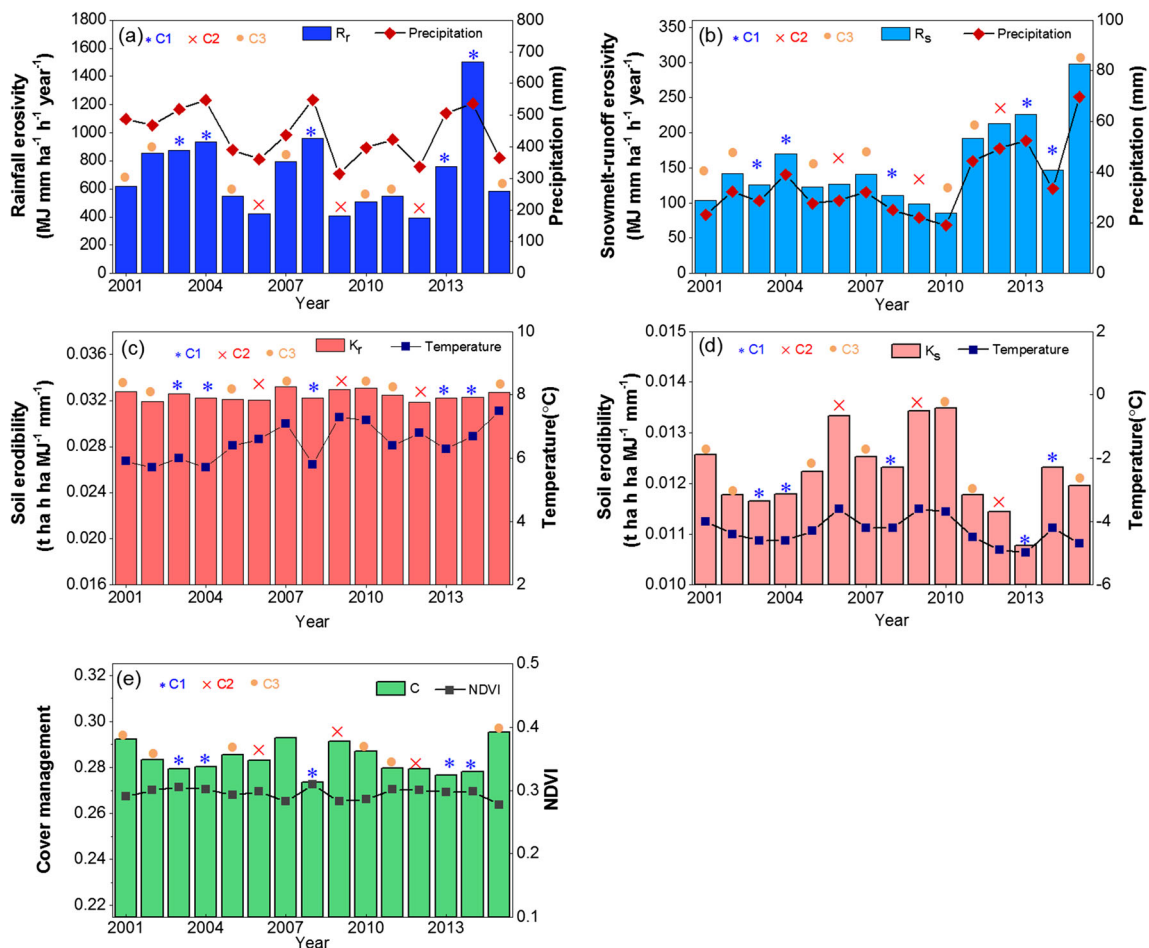 (a)
* C1 × C2 ● C3 Rr Precipitation
1800
1600
1400
1200
1000
800
600
400
200
0
800
700
600
500
400
300
200
100
0
Rainfall erosivity
(MJ mm ha⁻¹ h⁻¹ year⁻¹)
Precipitation (mm)
2001 2004 2007 2010 2013
Year
(b)
* C1 × C2 ● C3 Rs Precipitation
350
300
250
200
150
100
50
0
100
80
60
40
20
0
Snowmelt-runoff erosivity
(MJ mm ha⁻¹ h⁻¹ year⁻¹)
Precipitation (mm)
2001 2004 2007 2010 2013
Year
(c)
* C1 × C2 ● C3 Kr Temperature
0.036
0.032
0.028
0.024
0.020
0.016
10
8
6
4
2
Soil erodibility
(t ha h ha MJ⁻¹ mm⁻¹)
Temperature(°C)
2001 2004 2007 2010 2013
Year
(d)
* C1 × C2 ● C3 Ks Temperature
0.015
0.014
0.013
0.012
0.011
0.010
2
0
-2
-4
-6
Soil erodibility
(t ha h ha MJ⁻¹ mm⁻¹)
Temperature(°C)
2001 2004 2007 2010 2013
Year
(e)
* C1 × C2 ● C3 C NDVI
0.32
0.30
0.28
0.26
0.24
0.22
0.5
0.4
0.3
0.2
0.1
Cover management
NDVI
2001 2004 2007 2010 2013
Year